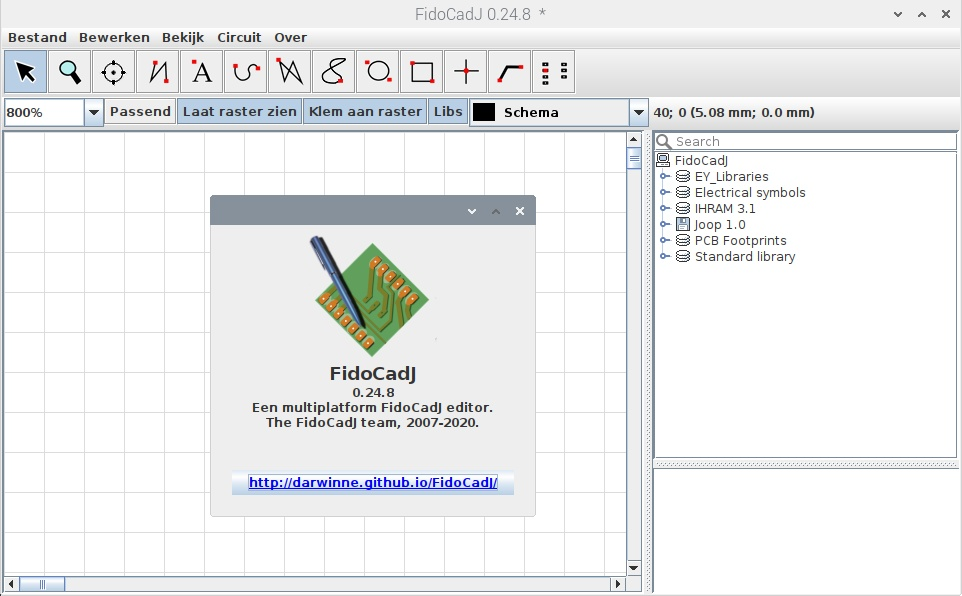 FidoCadJ 0.24.8 *
Bestand Bewerken Bekijk Circuit Over
A
800% Passend Laat raster zien Klem aan raster Libs Schema 40; 0 (5.08 mm; 0.0 mm)
Search
FidoCadJ
EY_Libraries
Electrical symbols
IHRAM 3.1
Joop 1.0
PCB Footprints
Standard library
FidoCadJ
0.24.8
Een multiplatform FidoCadJ editor.
The FidoCadJ team, 2007-2020.
http://darwinne.github.io/FidoCadJ/